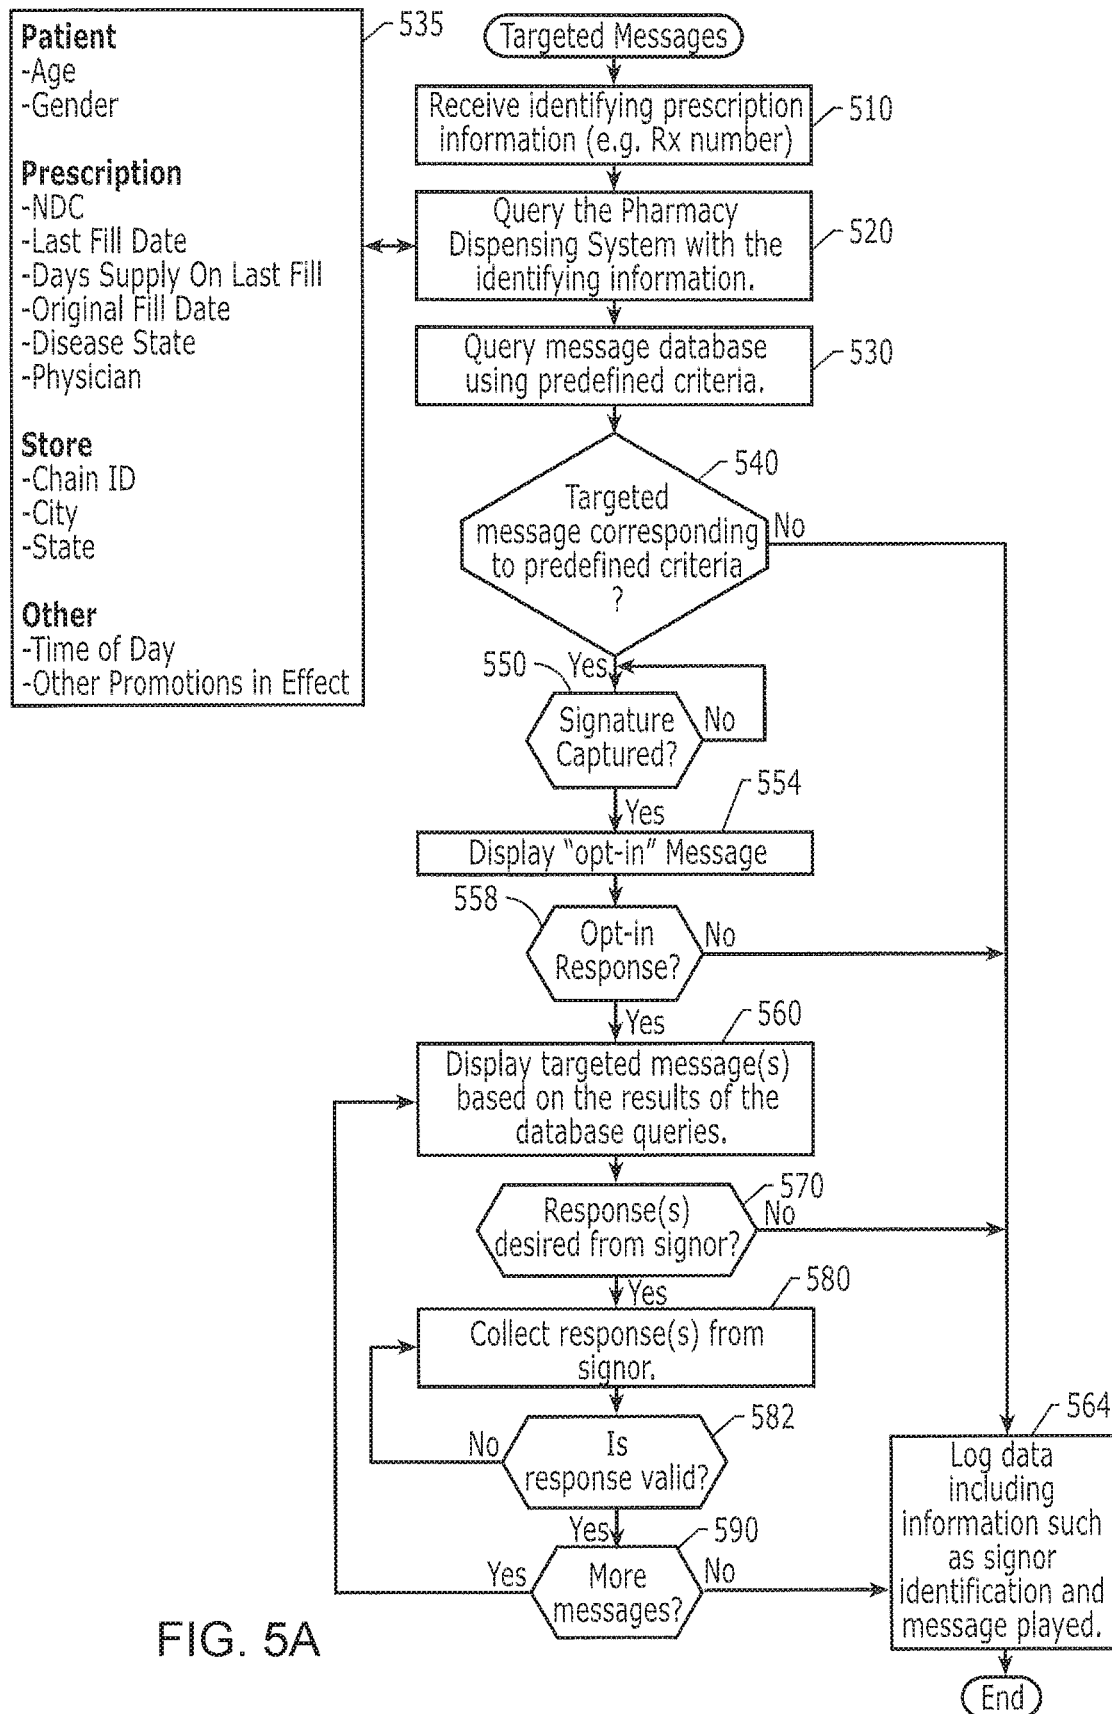 Patient
-Age
-Gender
Prescription
-NDC
-Last Fill Date
-Days Supply On Last Fill
-Original Fill Date
-Disease State
-Physician
Store
-Chain ID
-City
-State
Other
-Time of Day
-Other Promotions in Effect
535
Targeted Messages
Receive identifying prescription
information (e.g. Rx number)
510
Query the Pharmacy
Dispensing System with the
identifying information.
520
Query message database
using predefined criteria.
530
540
Targeted
message corresponding
to predefined criteria
?
No
Yes
550
Signature
Captured?
No
Yes
554
Display “opt-in” Message
558
Opt-in
Response?
No
Yes
560
Display targeted message(s)
based on the results of the
database queries.
570
Response(s)
desired from signor?
No
Yes
580
Collect response(s) from
signor.
582
Is
response valid?
No
Yes
590
More
messages?
Yes
No
564
Log data
including
information such
as signor
identification and
message played.
End
FIG. 5A